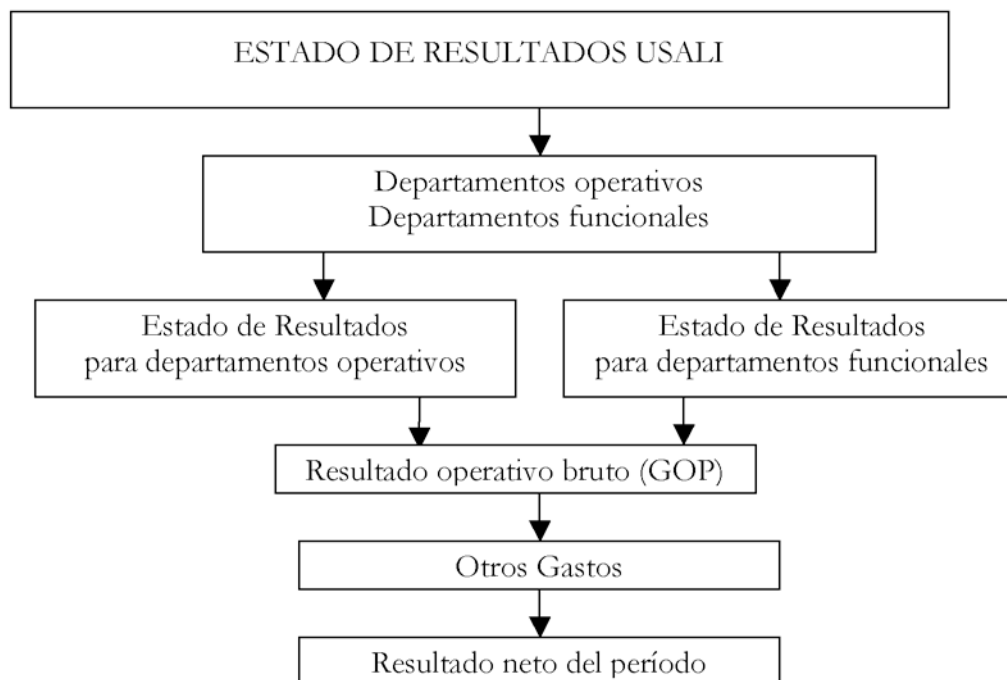 ESTADO DE RESULTADOS USALI
Departamentos operativos
Departamentos funcionales
Estado de Resultados
para departamentos operativos
Estado de Resultados
para departamentos funcionales
Resultado operativo bruto (GOP)
Otros Gastos
Resultado neto del período